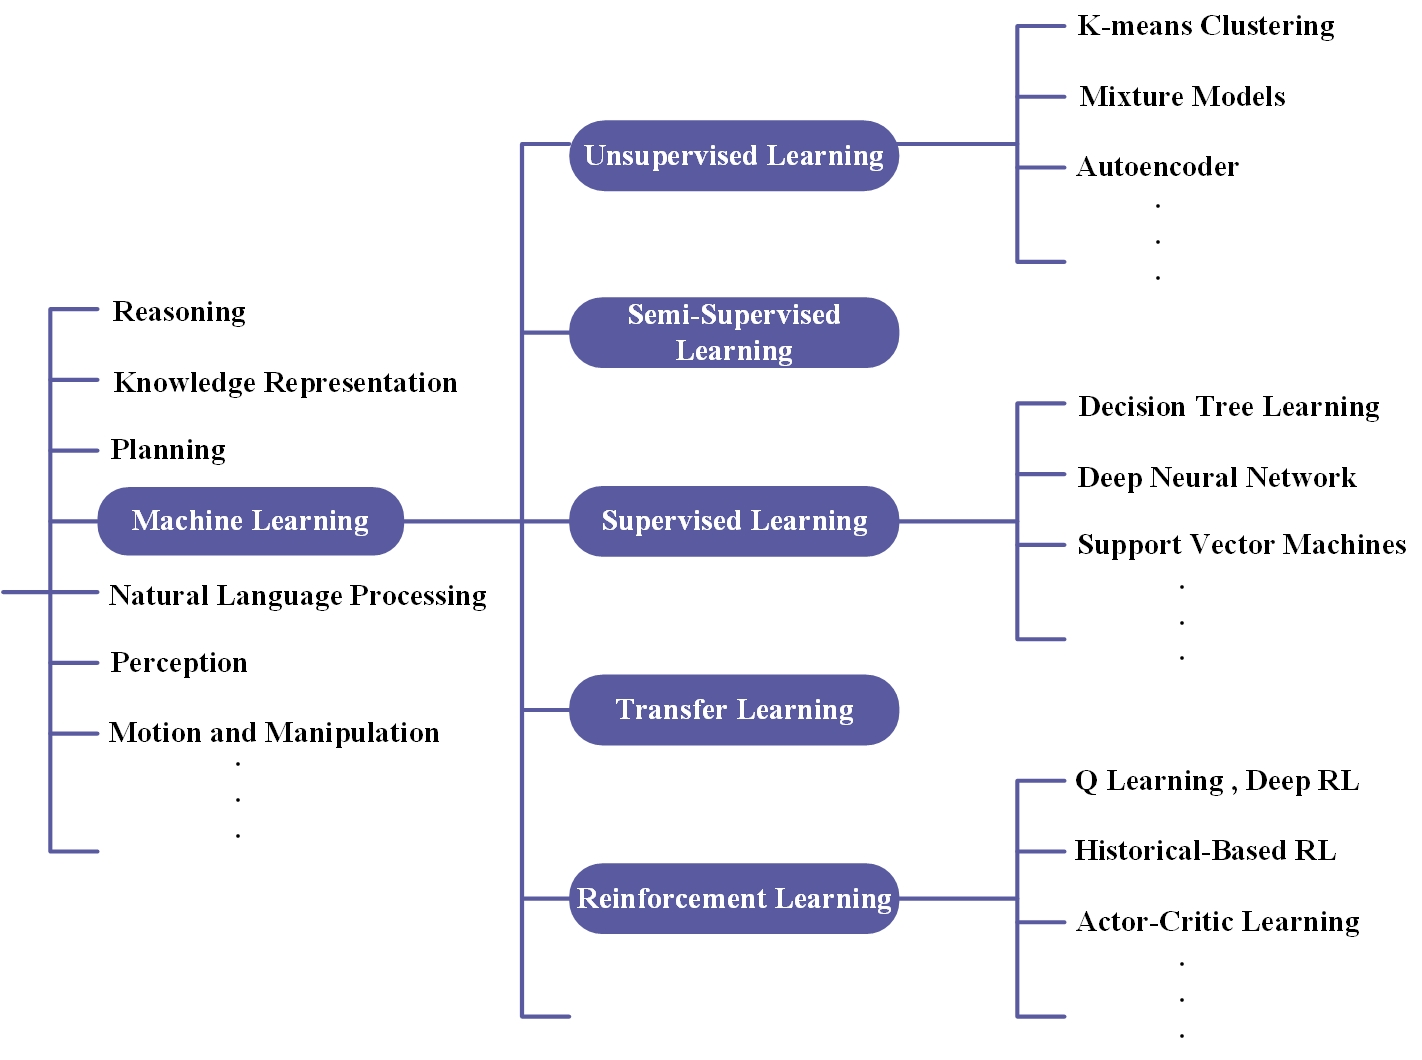 Reasoning
Knowledge Representation
Planning
Machine Learning
Natural Language Processing
Perception
Motion and Manipulation
.
.
.
Unsupervised Learning
Semi-Supervised
Learning
Supervised Learning
Transfer Learning
Reinforcement Learning
K-means Clustering
Mixture Models
Autoencoder
.
.
.
Decision Tree Learning
Deep Neural Network
Support Vector Machines
.
.
.
Q Learning , Deep RL
Historical-Based RL
Actor-Critic Learning
.
.
.